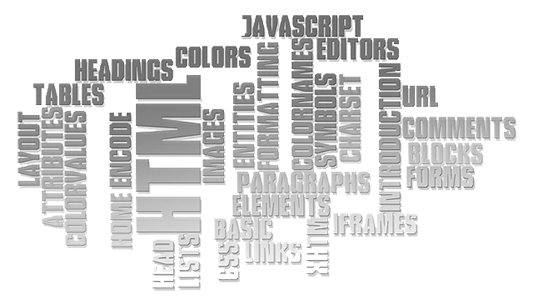 JAVASCRIPT
COLORS
EDITORS
HEADINGS
TABLES
LAYOUT
ATTRIBUTES
COLORVALUES
HOME
ENCODE
HTML
IMAGES
ENTITIES
FORMATTING
COLORNAMES
SYMBOLS
CHARSET
INTRODUCTION
URL
COMMENTS
BLOCKS
FORMS
PARAGRAPHS
ELEMENTS
BASIC
LINKS
IFRAMES
HEAD
LISTS
CSS
XHTML